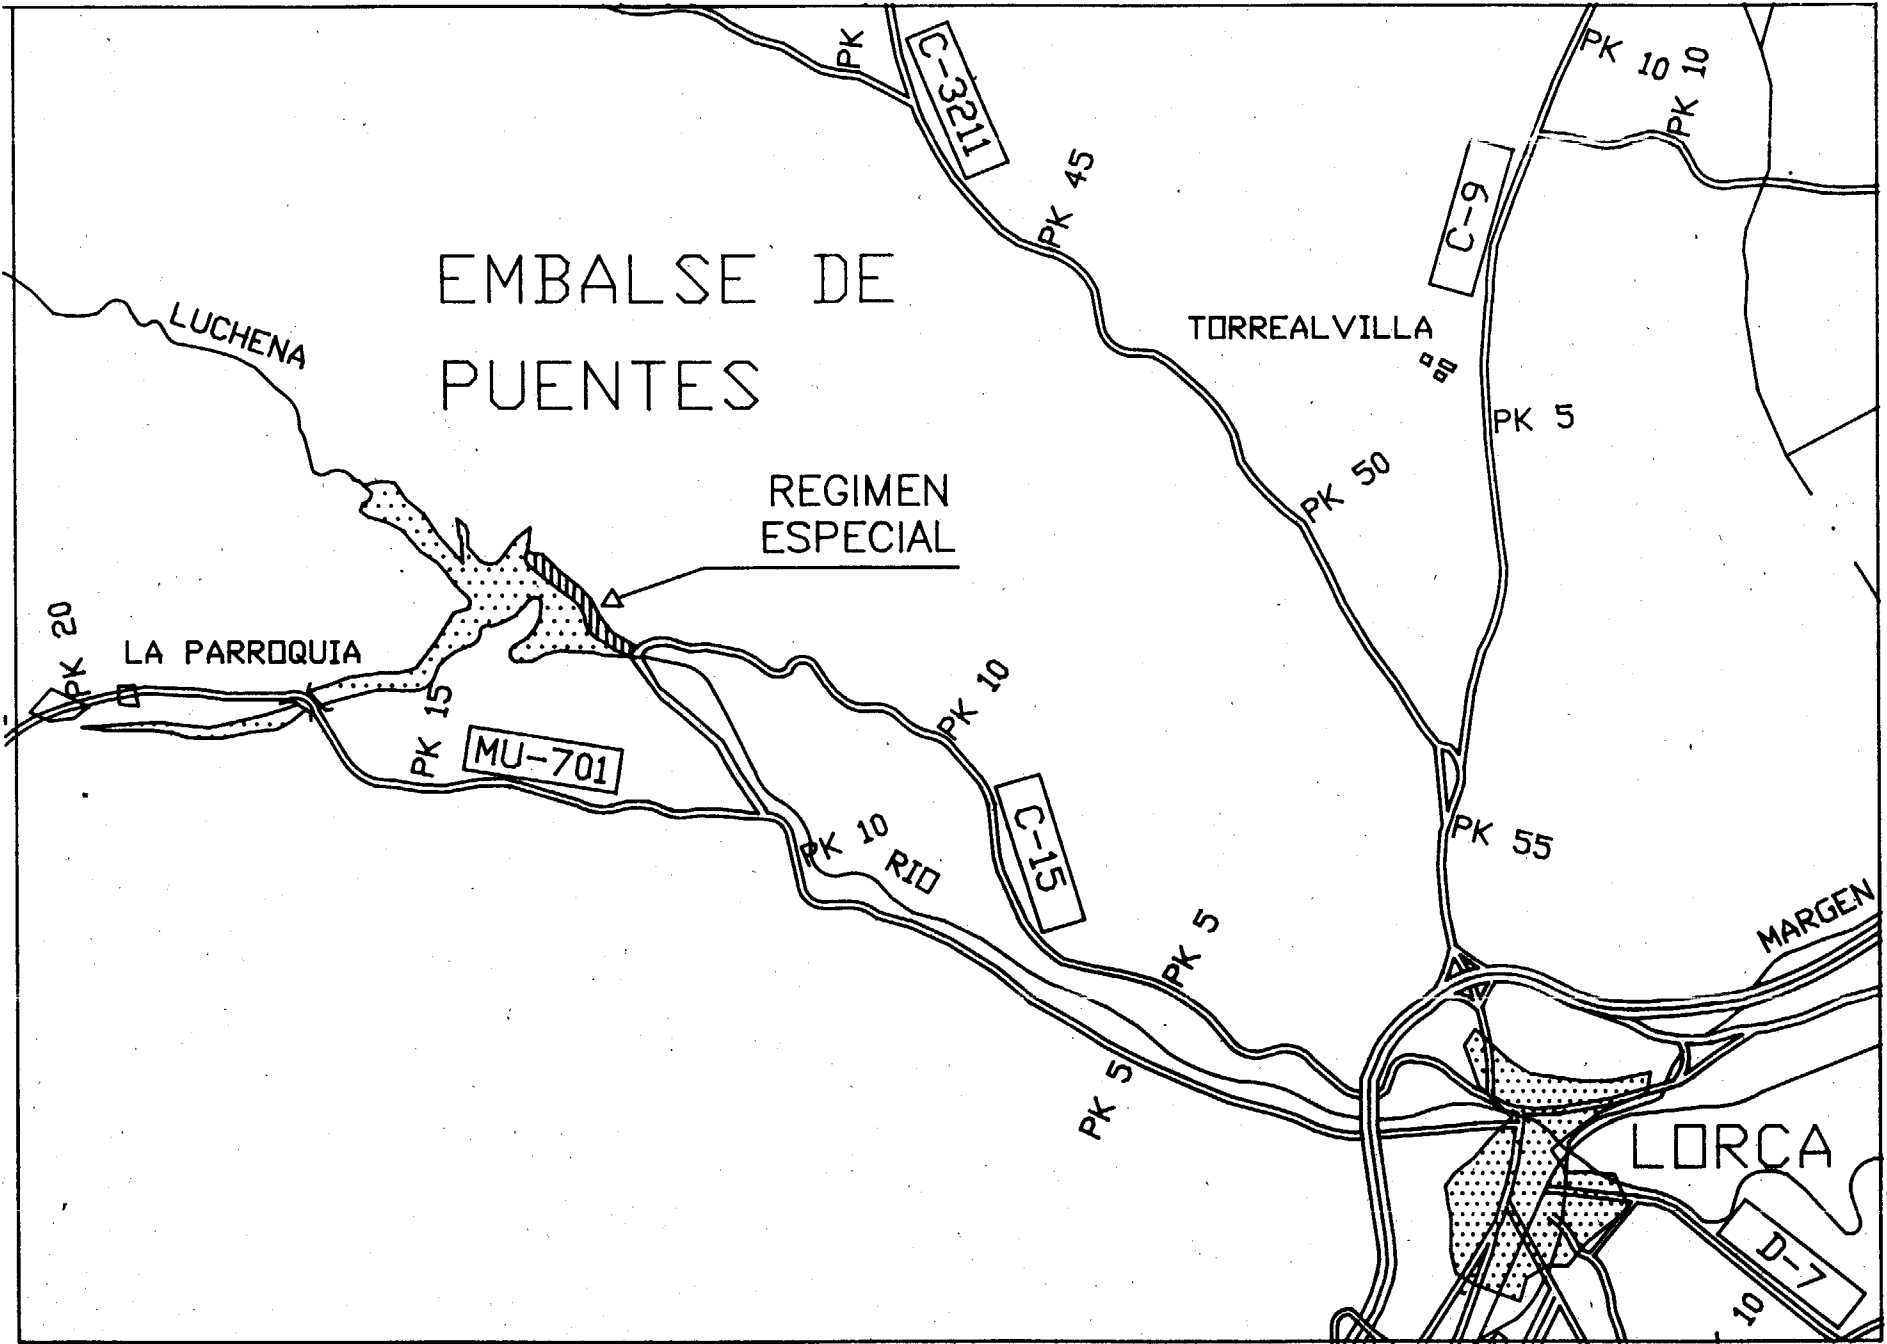 PK
C-3211
PK 10
PK 10
PK 45
C-9
EMBALSE DE
PUENTES
LUCHENA
TORREALVILLA
PK 5
PK 50
REGIMEN
ESPECIAL
PK 20
LA PARROQUIA
PK 15
MU-701
PK 10
C-15
PK 10
RIO
PK 55
PK 5
MARGEN
PK 5
LORCA
D-7
10